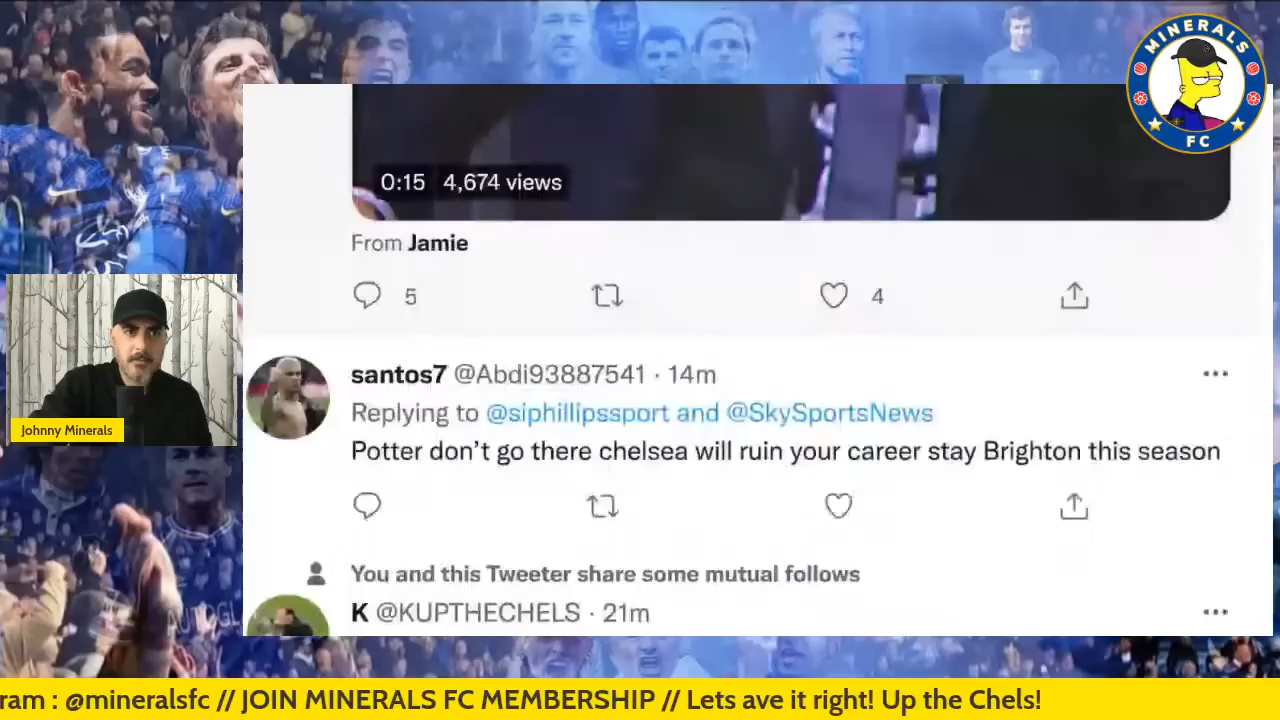 MINERALS
FC
0:15 4,674 views
From Jamie
5
4
santos7 @Abdi93887541 · 14m
Replying to @siphillipssport and @SkySportsNews
Potter don't go there chelsea will ruin your career stay Brighton this season
Johnny Minerals
You and this Tweeter share some mutual follows
K @KUPTHECHELS · 21m
ram : @mineralsfc // JOIN MINERALS FC MEMBERSHIP // Lets ave it right! Up the Chels!